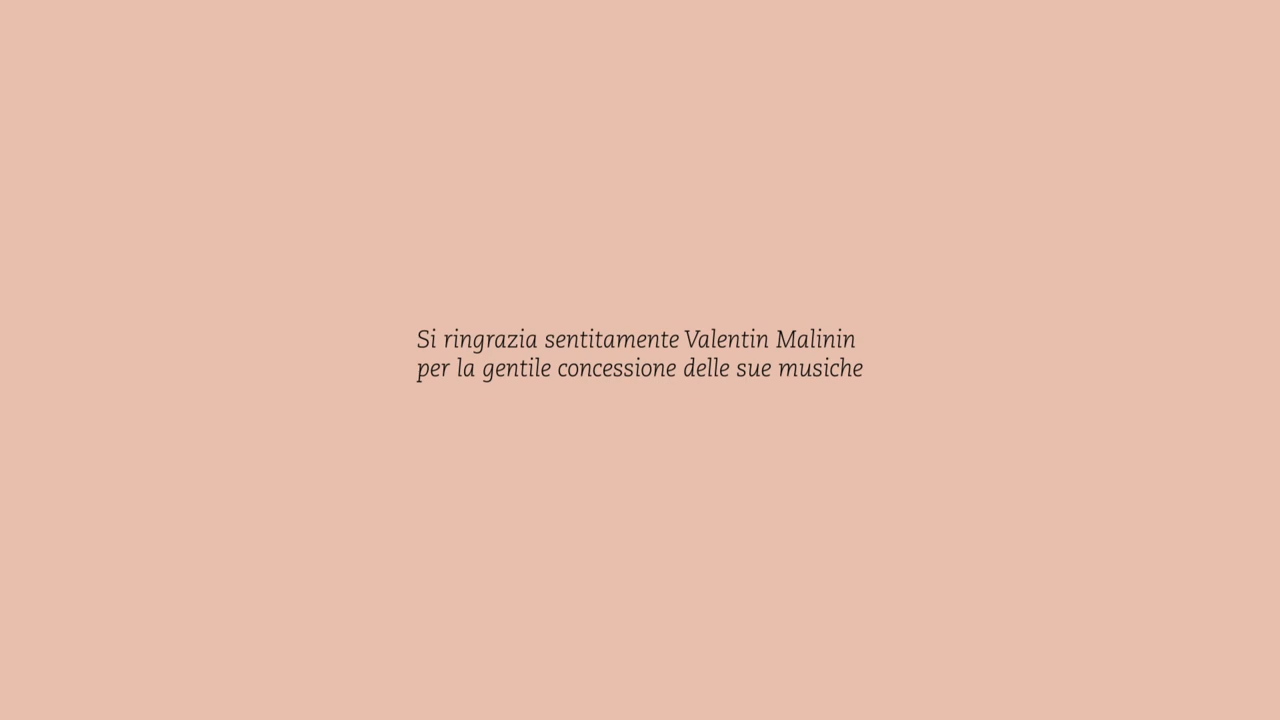 Si ringrazia sentitamente Valentin Malinin
per la gentile concessione delle sue musiche